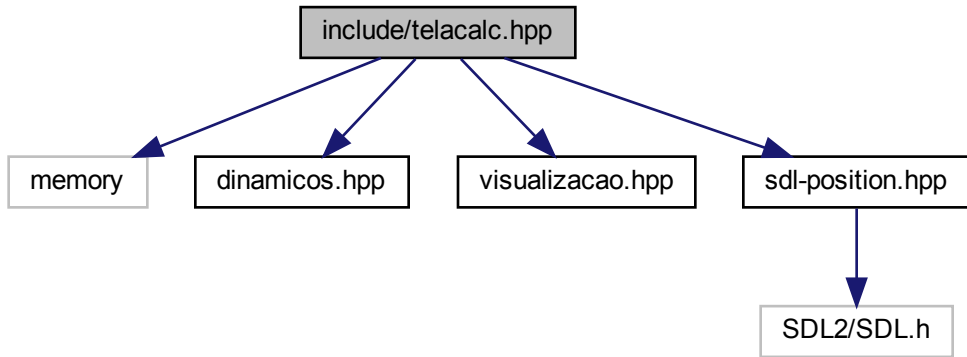 include/telacalc.hpp
memory
dinamicos.hpp
visualizacao.hpp
sdl-position.hpp
SDL2/SDL.h